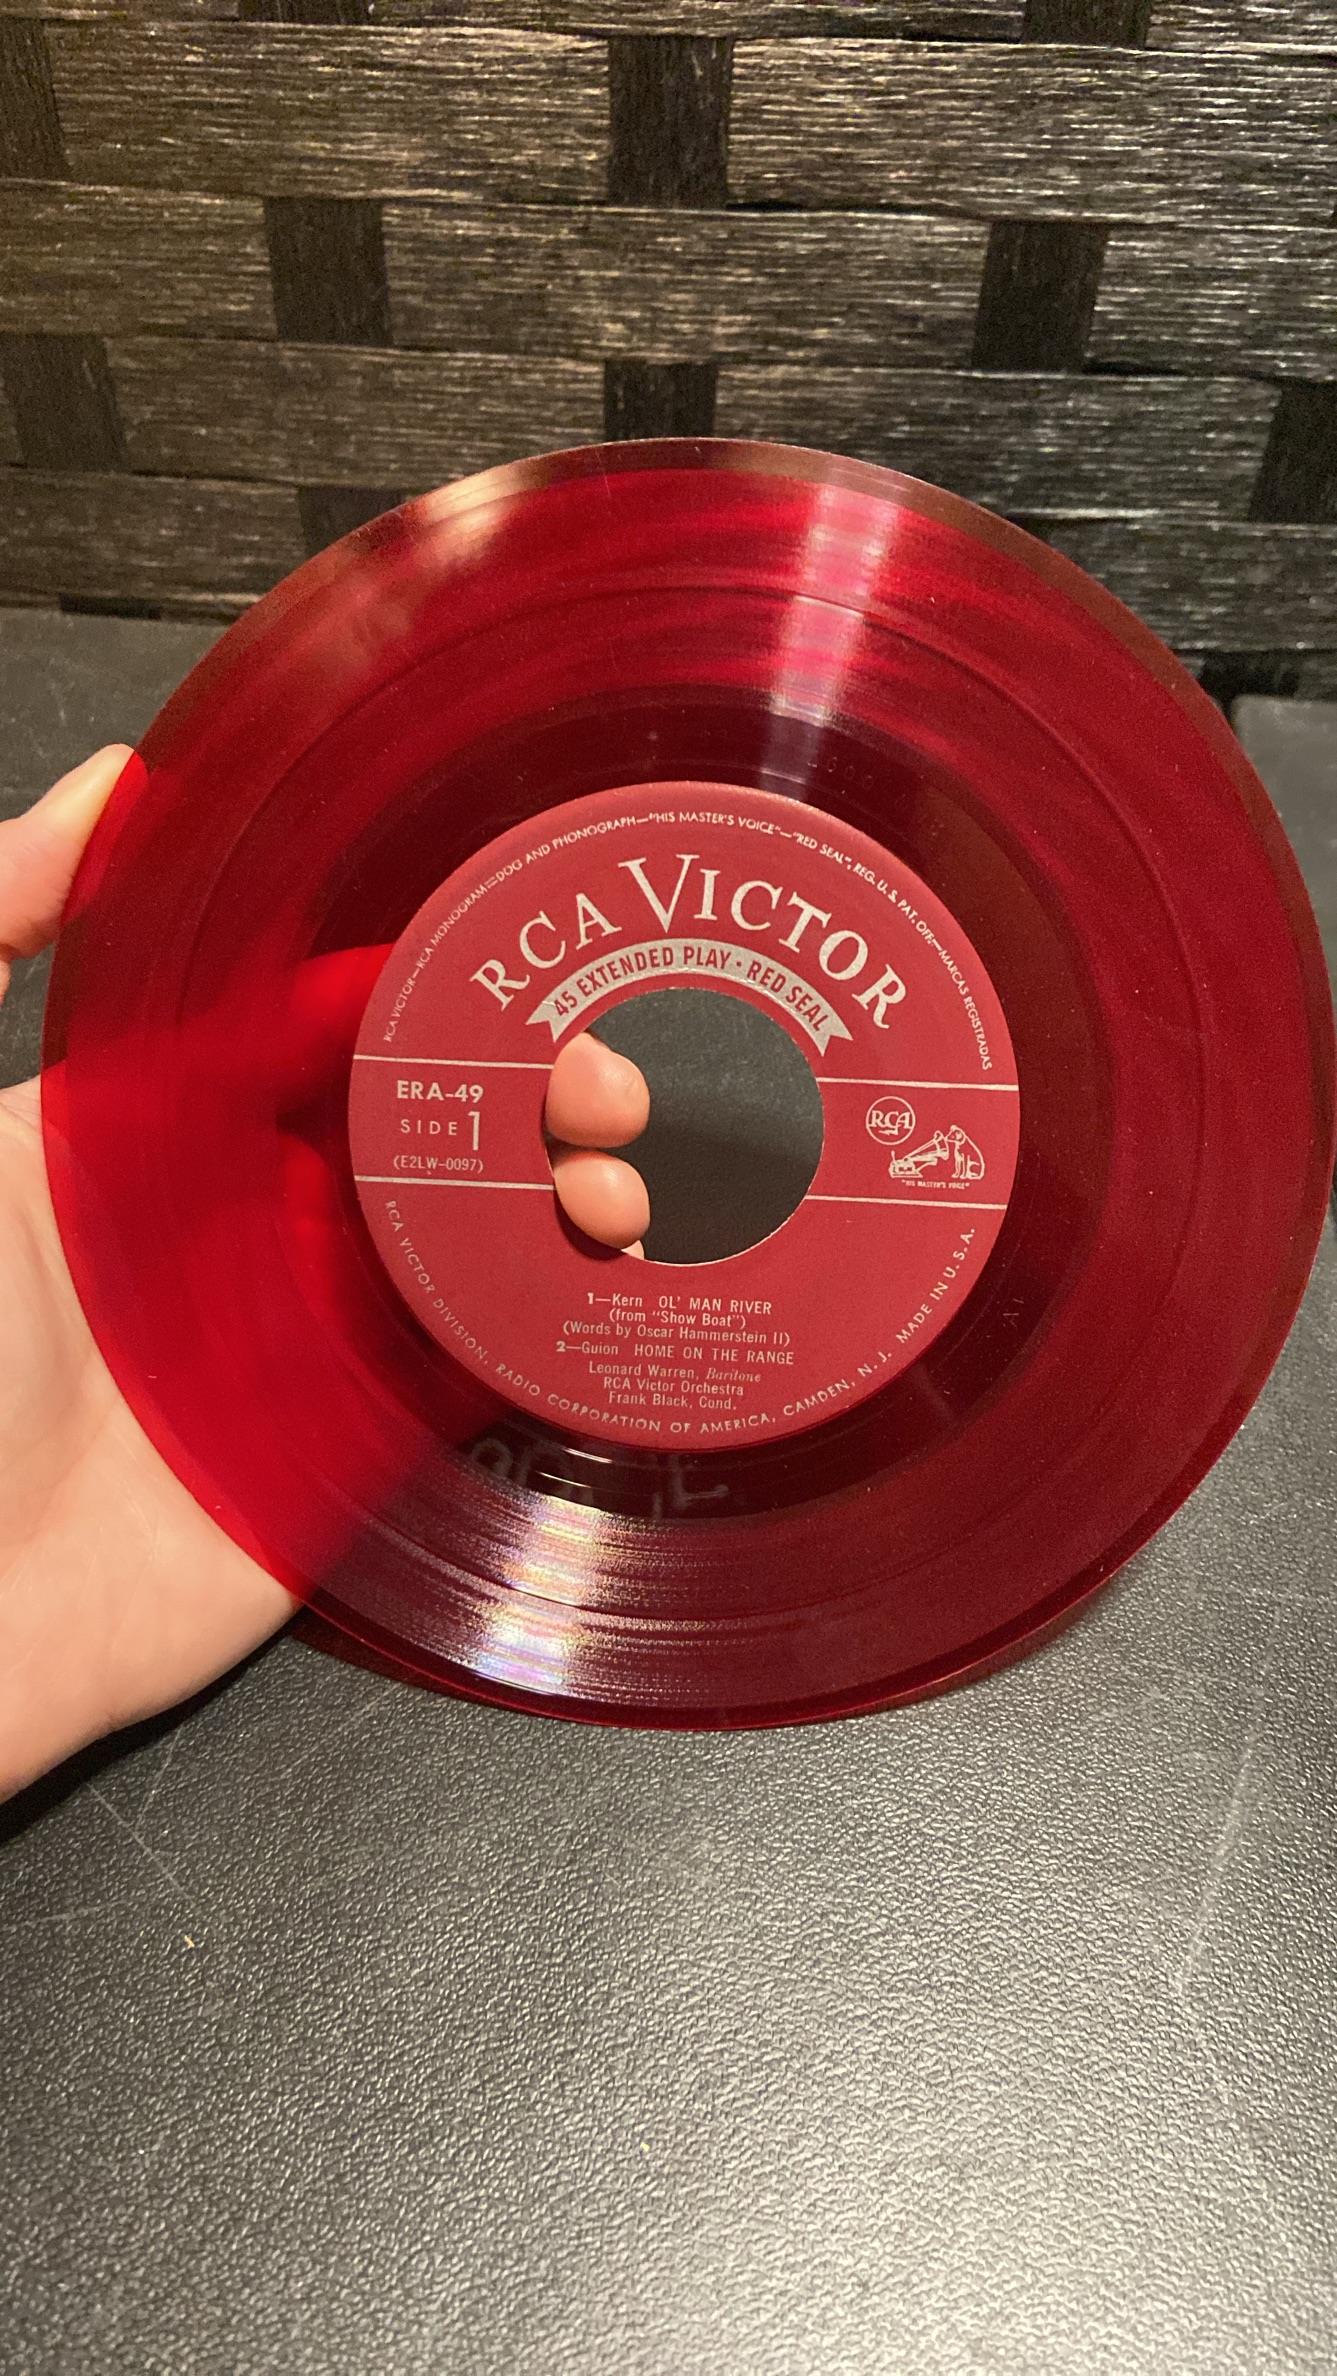 RCA VICTOR—RCA MONOGRAM—DOG AND PHONOGRAPH—"HIS MASTER'S VOICE"—"RED SEAL", REG. U. S. PAT. OFF.—MARCAS REGISTRADAS
RCA VICTOR
45 EXTENDED PLAY · RED SEAL
ERA-49
SIDE 1
(E2LW-0097)
RCA
"HIS MASTER'S VOICE"
1—Kern OL' MAN RIVER
(from "Show Boat")
(Words by Oscar Hammerstein II)
2—Guion HOME ON THE RANGE
Leonard Warren, Baritone
RCA Victor Orchestra
Frank Black, Cond.
RCA VICTOR DIVISION, RADIO CORPORATION OF AMERICA, CAMDEN, N. J. MADE IN U. S. A.
A1